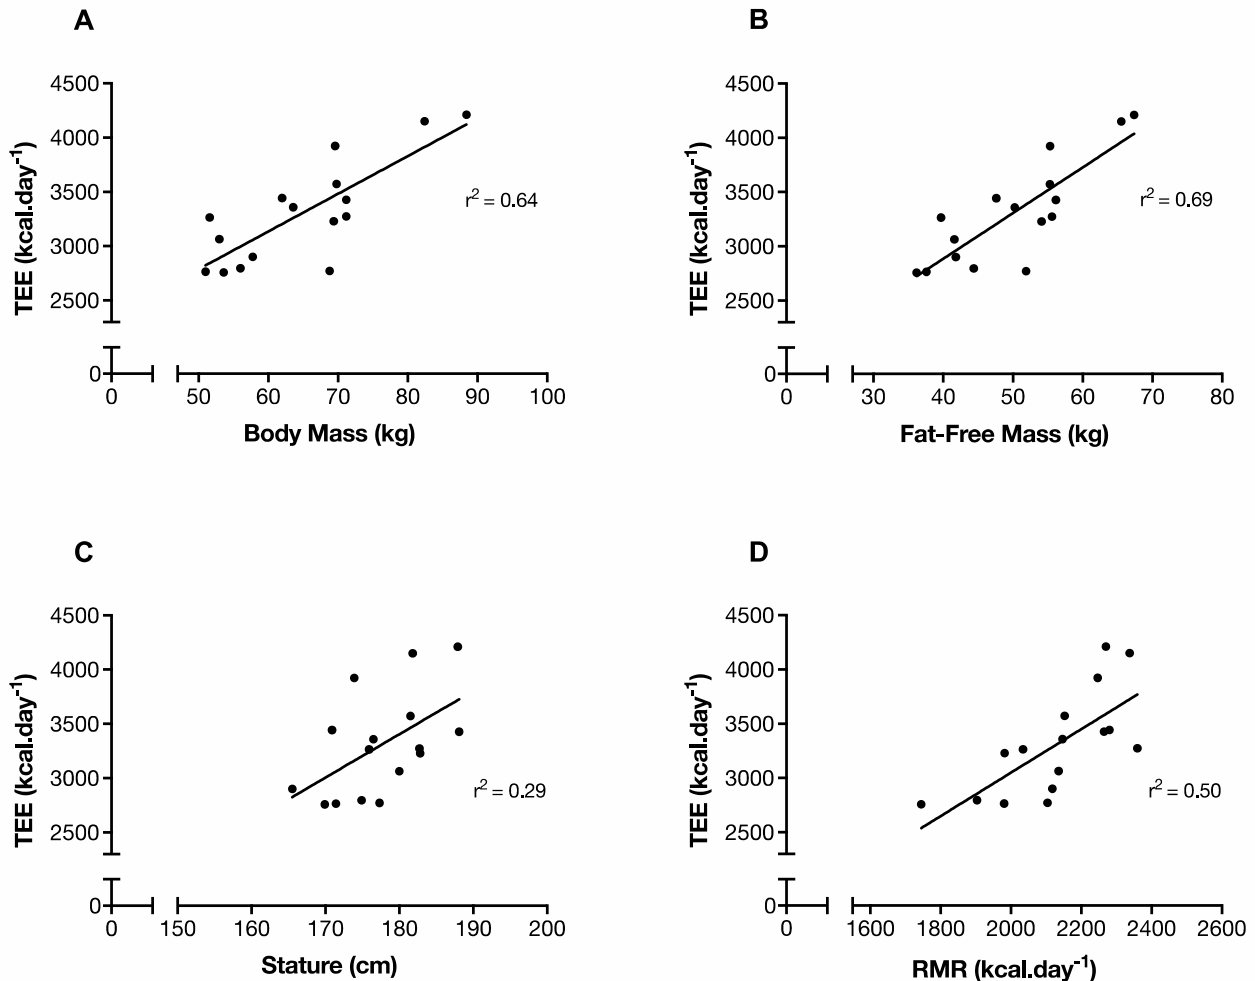 A
4500
4000
3500
3000
2500
0
TEE (kcal.day⁻¹)
r² = 0.64
0 50 60 70 80 90 100
Body Mass (kg)
B
4500
4000
3500
3000
2500
0
TEE (kcal.day⁻¹)
r² = 0.69
0 30 40 50 60 70 80
Fat-Free Mass (kg)
C
4500
4000
3500
3000
2500
0
TEE (kcal.day⁻¹)
r² = 0.29
0 150 160 170 180 190 200
Stature (cm)
D
4500
4000
3500
3000
2500
0
TEE (kcal.day⁻¹)
r² = 0.50
0 1600 1800 2000 2200 2400 2600
RMR (kcal.day⁻¹)